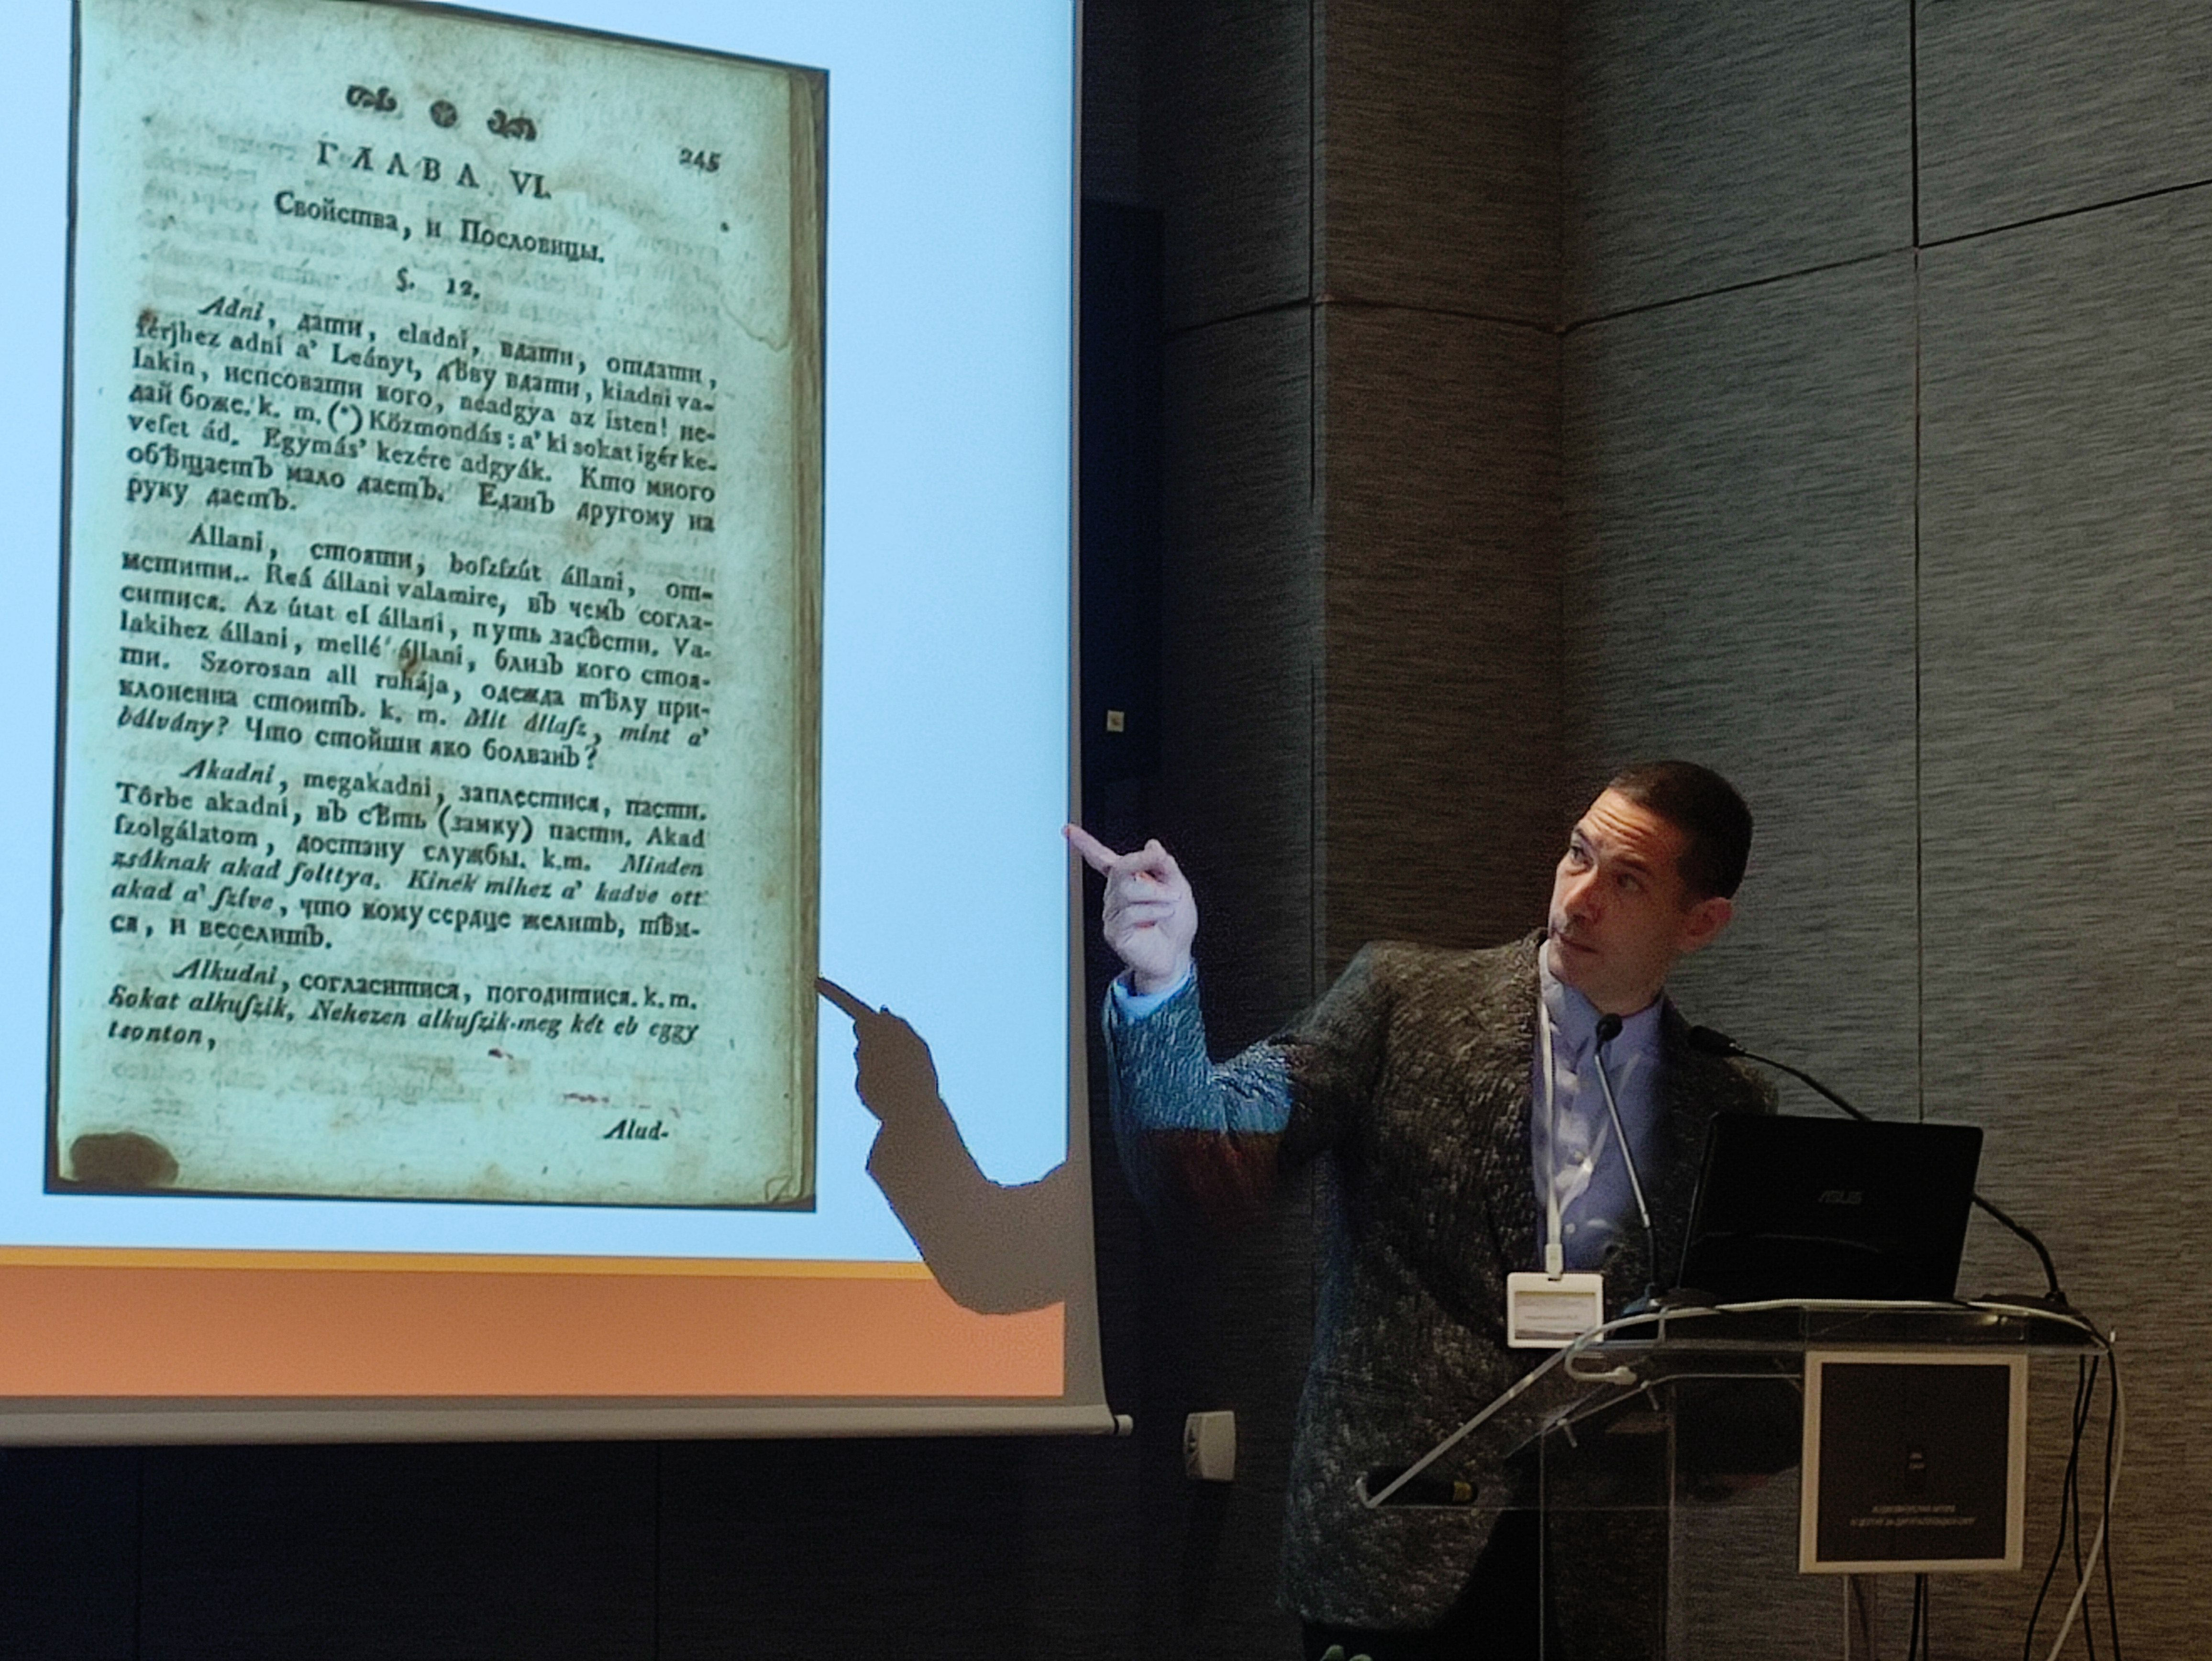 245
ГЛАВА VI.
Свойства, и Пословицы.
§. 12.
Adni, дати, eladni, вдати, отдати,
férjhez adni a' Leányt, дѣву вдати, kiadni va-
lakin, исписовати кого, neadgya az isten! не-
дай боже. k. m. (*) Közmondás: a' ki sokat igér ke-
veſet ád. Egymás' kezére adgyák. Кто много
обѣщаетъ мало даетъ. Еданъ другому на
руку даетъ.
Allani, стояти, boſzſzút állani, от-
мстити. Reá állani valamire, въ чемъ согла-
ситися. Az útat el állani, путь засѣсти. Va-
lakihez állani, mellé állani, близъ кого стоя-
ти. Szorosan all ruhája, одежда тѣлу при-
клоненна стоитъ. k. m. Mit állaſz, mint a'
bálvány? Что стойши яко болванъ?
Akadni, megakadni, заплестися, пасти.
Tôrbe akadni, въ сѣть (замку) пасти. Akad
ſzolgálatom, достану службы. k.m. Minden
zsáknak akad ſolttya. Kinek mihez a' kedve ott
akad a' ſzíve, что кому сердце желитъ, тѣм-
ся, и веселитъ.
Alkudni, согласитися, погодитися. k. m.
Sokat alkuſzik, Nehezen alkuſzik-meg két eb eggy
tsonton,
Alud-
ASUS